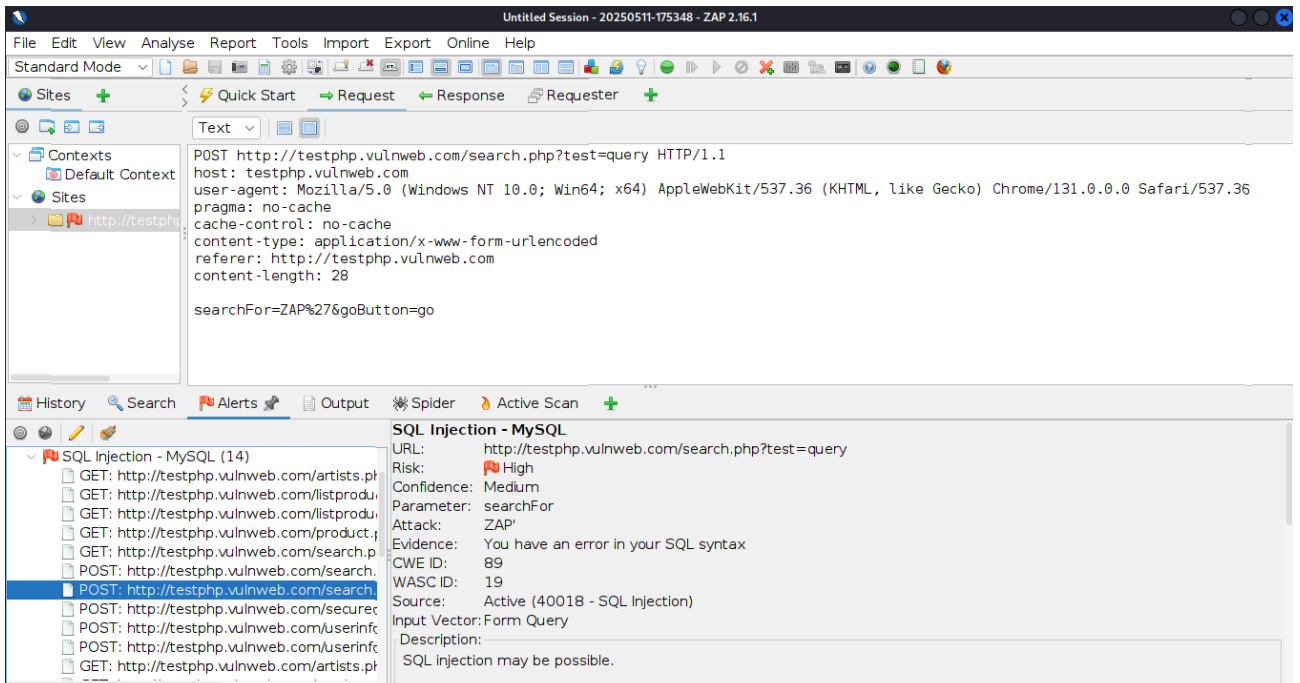 Untitled Session - 20250511-175348 - ZAP 2.16.1
File Edit View Analyse Report Tools Import Export Online Help
Standard Mode
Sites
Quick Start Request Response Requester
Text
Contexts
Default Context
Sites
http://testphp
POST http://testphp.vulnweb.com/search.php?test=query HTTP/1.1
host: testphp.vulnweb.com
user-agent: Mozilla/5.0 (Windows NT 10.0; Win64; x64) AppleWebKit/537.36 (KHTML, like Gecko) Chrome/131.0.0.0 Safari/537.36
pragma: no-cache
cache-control: no-cache
content-type: application/x-www-form-urlencoded
referer: http://testphp.vulnweb.com
content-length: 28
searchFor=ZAP%27&goButton=go
History Search Alerts Output Spider Active Scan
SQL Injection - MySQL (14)
GET: http://testphp.vulnweb.com/artists.ph
GET: http://testphp.vulnweb.com/listprodu
GET: http://testphp.vulnweb.com/listprodu
GET: http://testphp.vulnweb.com/product.p
GET: http://testphp.vulnweb.com/search.p
POST: http://testphp.vulnweb.com/search.
POST: http://testphp.vulnweb.com/search.
POST: http://testphp.vulnweb.com/secured
POST: http://testphp.vulnweb.com/userinfo
POST: http://testphp.vulnweb.com/userinfo
GET: http://testphp.vulnweb.com/artists.ph
SQL Injection - MySQL
URL: http://testphp.vulnweb.com/search.php?test=query
Risk: High
Confidence: Medium
Parameter: searchFor
Attack: ZAP'
Evidence: You have an error in your SQL syntax
CWE ID: 89
WASC ID: 19
Source: Active (40018 - SQL Injection)
Input Vector: Form Query
Description:
SQL injection may be possible.